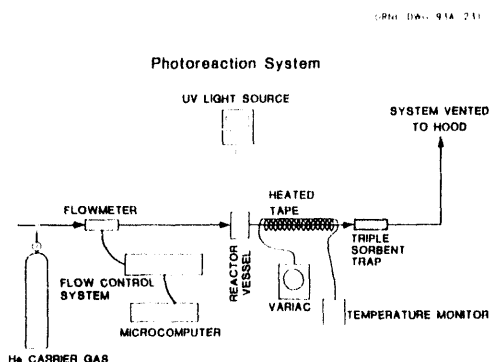 Photoreaction System
UV LIGHT SOURCE
SYSTEM VENTED
TO HOOD
HEATED
TAPE
FLOWMETER
REACTOR
VESSEL
TRIPLE
SORBENT
TRAP
FLOW CONTROL
SYSTEM
VARIAC
TEMPERATURE MONITOR
MICROCOMPUTER
He CARRIER GAS